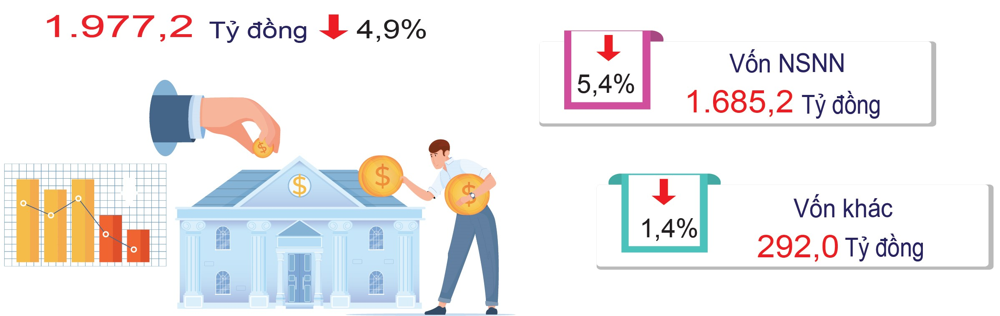 1.977,2 Tỷ đồng 4,9%
5,4%
Vốn NSNN
1.685,2 Tỷ đồng
1,4%
Vốn khác
292,0 Tỷ đồng
$
$
$
$